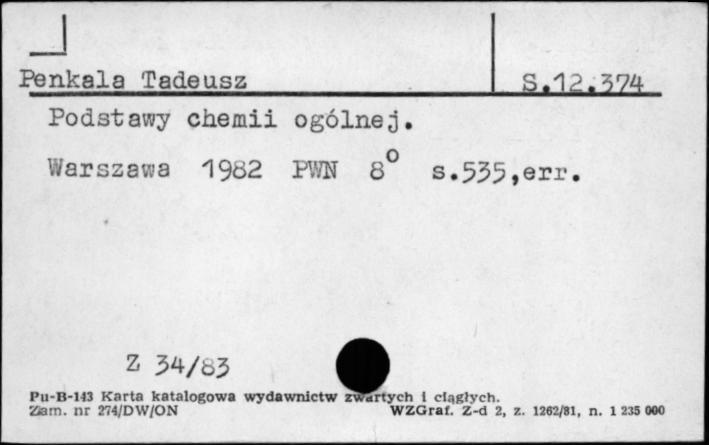 Penkala Tadeusz S.12.374
Podstawy chemii ogólnej.
Warszawa 1982 PWN 8° s.535,err.
Z 34/83
Pu-B-143 Karta katalogowa wydawnictw zwartych i ciągłych.
Zam. nr 274/DW/ON WZGraf. Z-d 2, z. 1262/81, n. 1 235 000